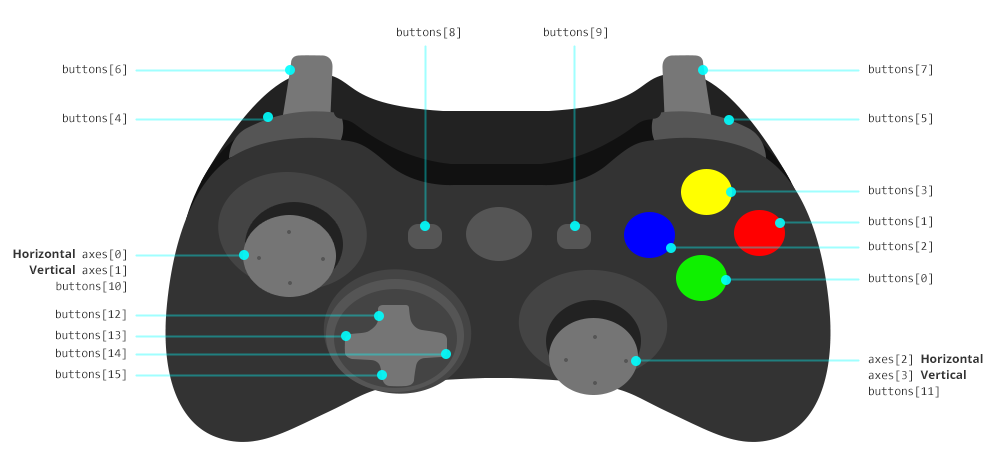 buttons[8]
buttons[9]
buttons[6]
buttons[4]
Horizontal axes[0]
Vertical axes[1]
buttons[10]
buttons[12]
buttons[13]
buttons[14]
buttons[15]
buttons[7]
buttons[5]
buttons[3]
buttons[1]
buttons[2]
buttons[0]
axes[2] Horizontal
axes[3] Vertical
buttons[11]